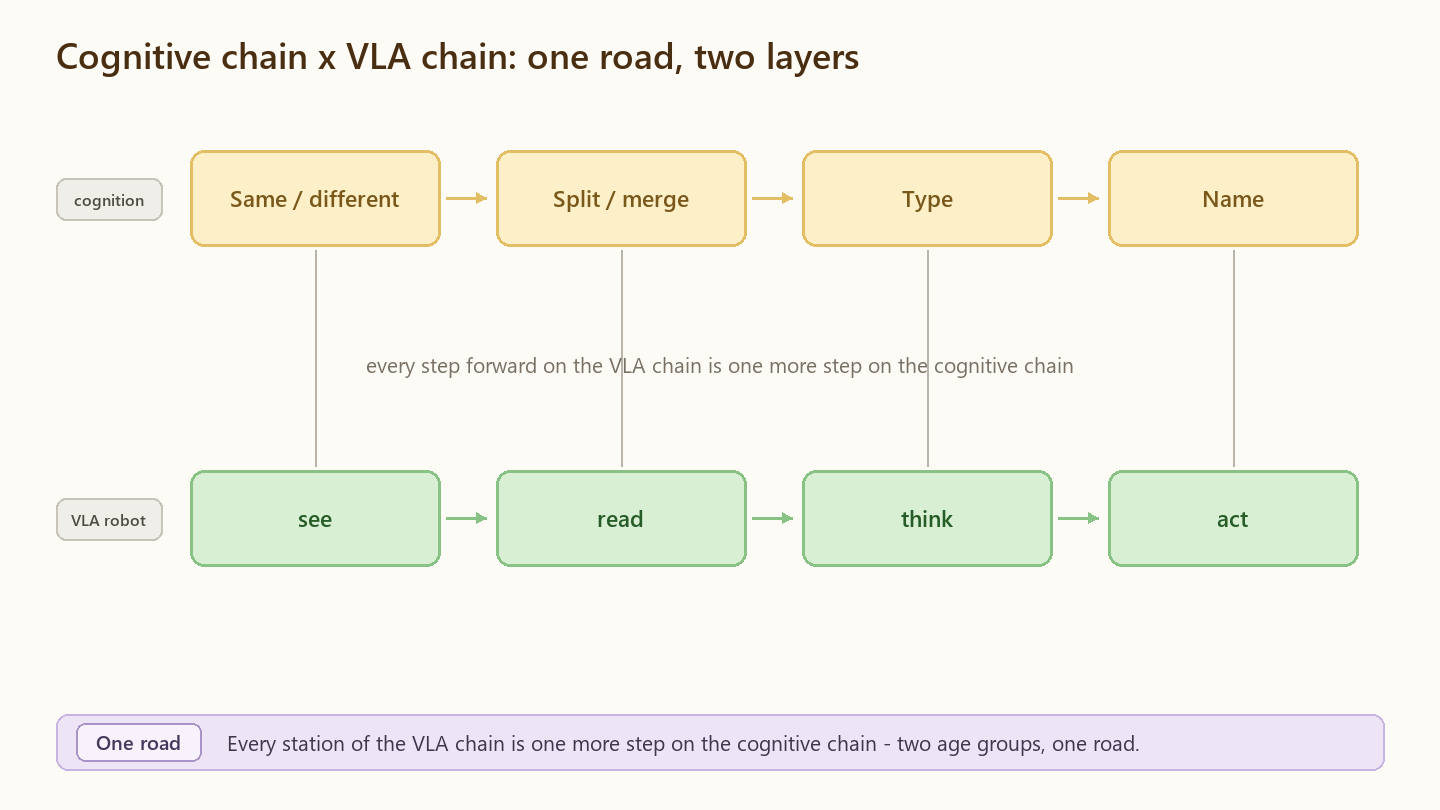 Cognitive chain x VLA chain: one road, two layers
cognition
Same / different
Split / merge
Type
Name
every step forward on the VLA chain is one more step on the cognitive chain
VLA robot
see
read
think
act
One road
Every station of the VLA chain is one more step on the cognitive chain - two age groups, one road.